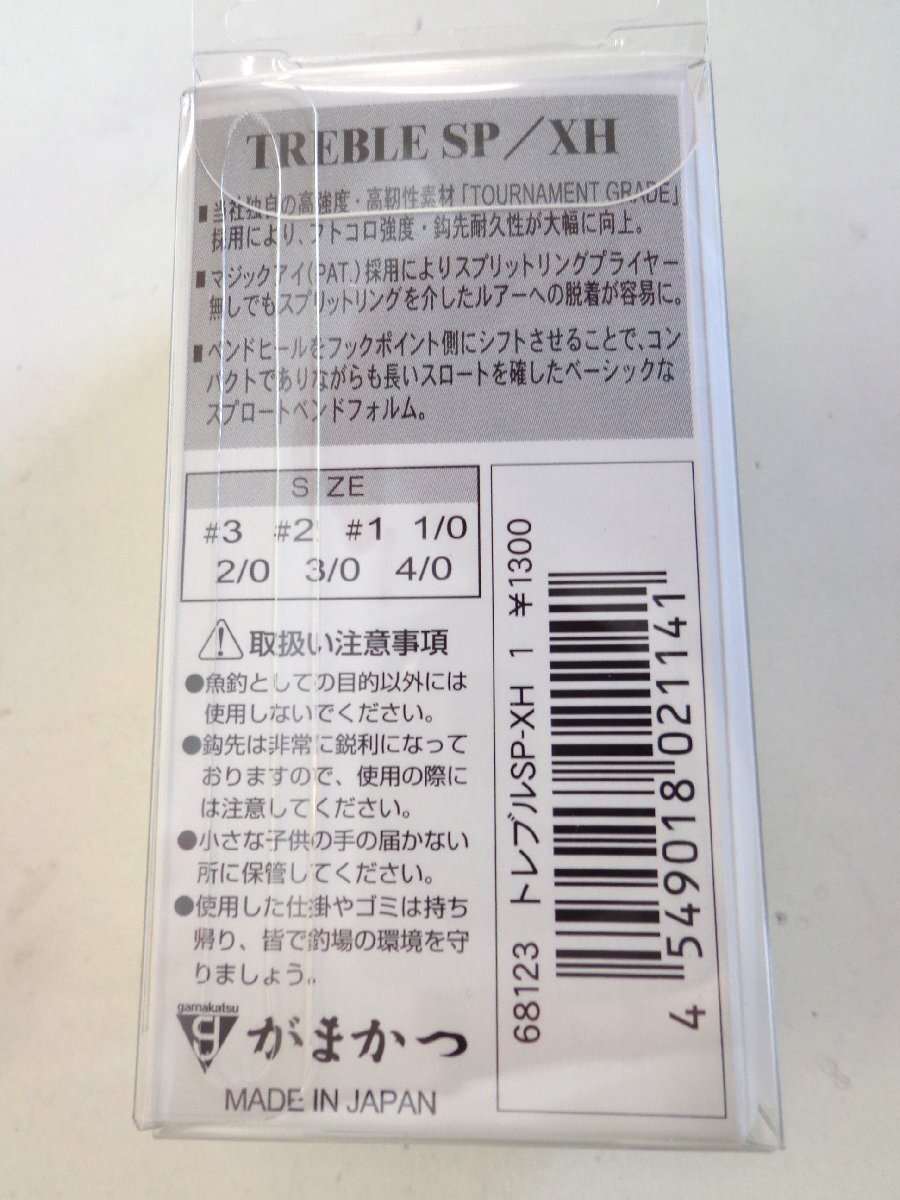 TREBLE SP/XH
■当社独自の高強度・高靭性素材「TOURNAMENT GRADE」
採用により、フトコロ強度・鈎先耐久性が大幅に向上。
■マジックアイ(PAT.)採用によりスプリットリングプライヤー
無しでもスプリットリングを介したルアーへの脱着が容易に。
■ベンドヒールをフックポイント側にシフトさせることで、コン
パクトでありながらも長いスロートを確したベーシックな
スプロートベンドフォルム。
SIZE
#3 #2 #1 1/0
2/0 3/0 4/0
⚠取扱い注意事項
●魚釣としての目的以外には
使用しないでください。
●鈎先は非常に鋭利になって
おりますので、使用の際に
は注意してください。
●小さな子供の手の届かない
所に保管してください。
●使用した仕掛やゴミは持ち
帰り、皆で釣場の環境を守
りましょう。
gamakatsu
がまかつ
MADE IN JAPAN
68123 トレブルSP-XH 1 ¥1300
4 549018 021141